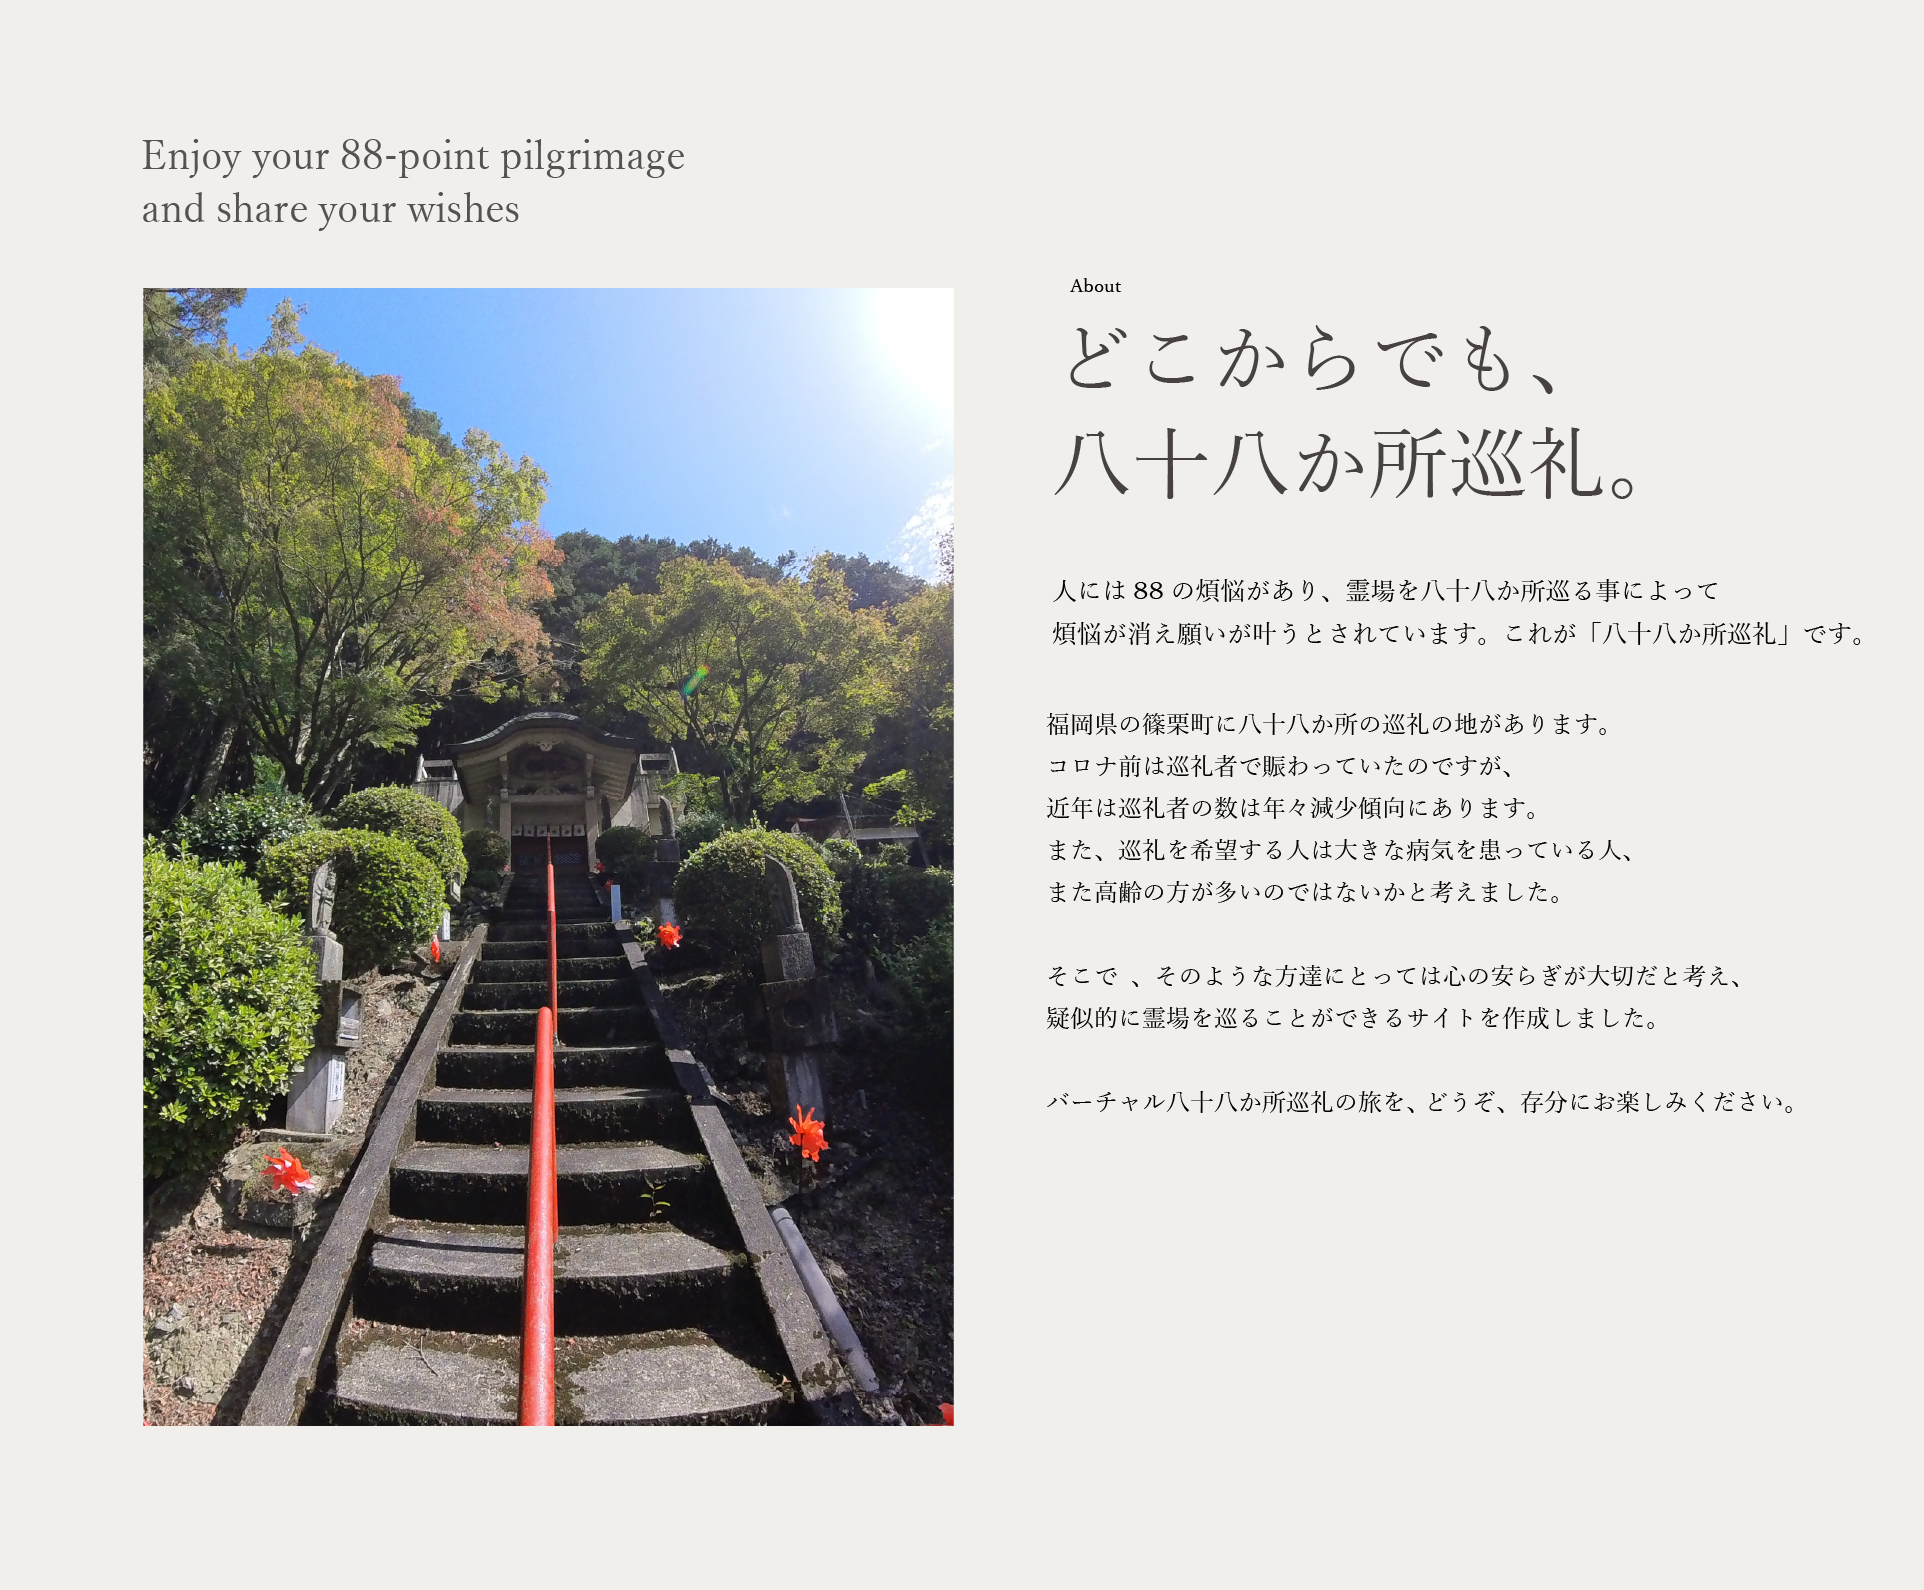 Enjoy your 88-point pilgrimage
and share your wishes
About
どこからでも、
八十八か所巡礼。
人には 88 の煩悩があり、霊場を八十八か所巡る事によって
煩悩が消え願いが叶うとされています。これが「八十八か所巡礼」です。
福岡県の篠栗町に八十八か所の巡礼の地があります。
コロナ前は巡礼者で賑わっていたのですが、
近年は巡礼者の数は年々減少傾向にあります。
また、巡礼を希望する人は大きな病気を患っている人、
また高齢の方が多いのではないかと考えました。
そこで 、そのような方達にとっては心の安らぎが大切だと考え、
疑似的に霊場を巡ることができるサイトを作成しました。
バーチャル八十八か所巡礼の旅を、どうぞ、存分にお楽しみください。